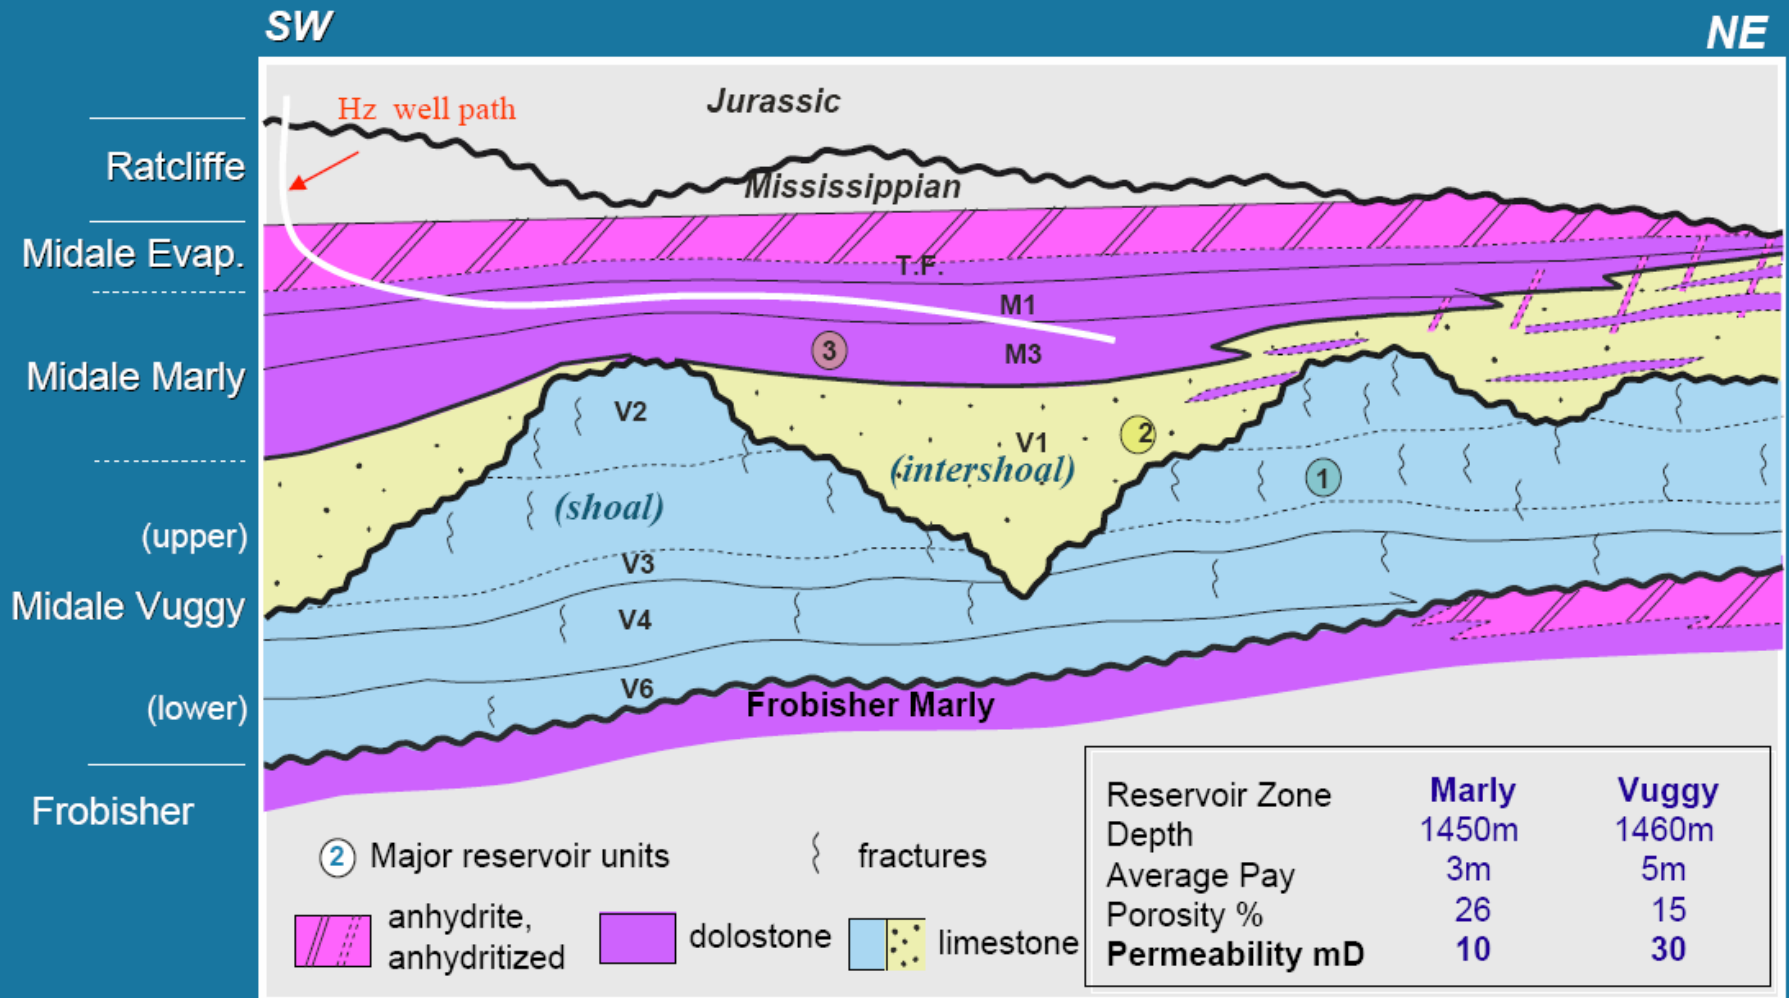 SW
NE
Jurassic
Hz well path
Ratcliffe
Mississippian
Midale Evap.
T.F.
M1
3
M3
Midale Marly
V2
2
V1
(intershoal)
1
(shoal)
(upper)
V3
Midale Vuggy
V4
V6
(lower)
Frobisher Marly
Frobisher
Reservoir Zone Marly Vuggy
Depth 1450m 1460m
Average Pay 3m 5m
Porosity % 26 15
Permeability mD 10 30
2 Major reservoir units
fractures
anhydrite,
anhydritized
dolostone
limestone